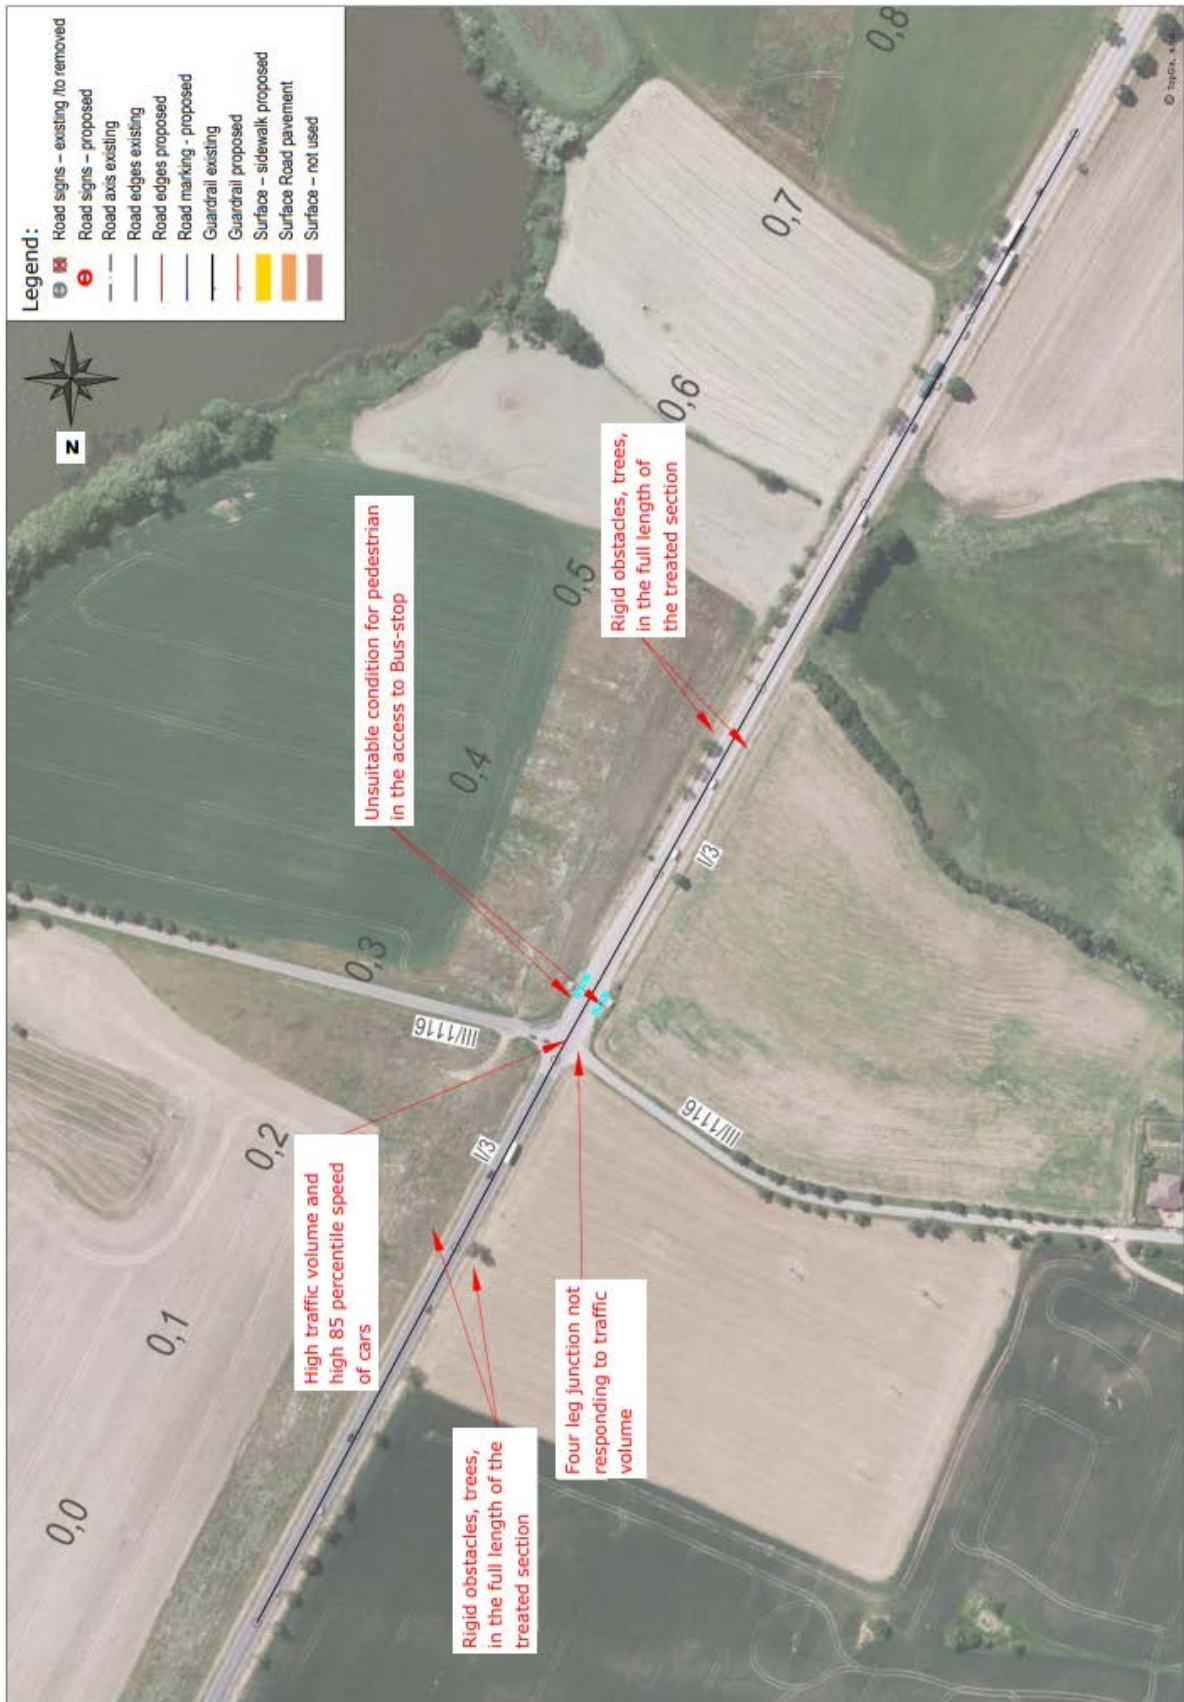 Legend:
Road signs – existing /to removed
Road signs – proposed
Road axis existing
Road edges existing
Road edges proposed
Road marking - proposed
Guardrail existing
Guardrail proposed
Surface – sidewalk proposed
Surface Road pavement
Surface – not used
N
0,0
0,1
0,2
0,3
0,4
0,5
0,6
0,7
0,8
High traffic volume and
high 85 percentile speed
of cars
Unsuitable condition for pedestrian
in the access to Bus-stop
Rigid obstacles, trees,
in the full length of
the treated section
Rigid obstacles, trees,
in the full length of the
treated section
Four leg junction not
responding to traffic
volume
III/1116
I/3
I/3
III/1116
© TopGis, s.r.o.